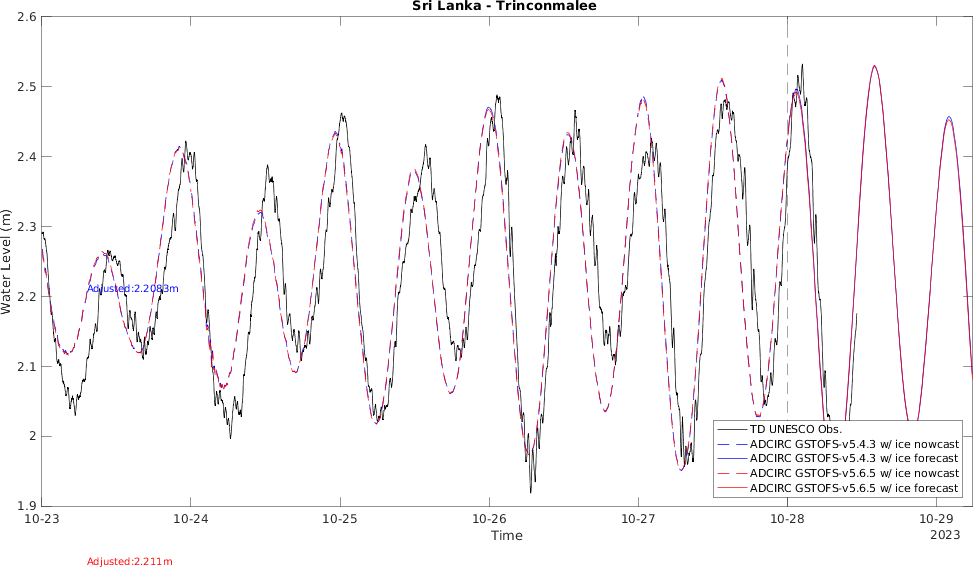 Sri Lanka - Trinconmalee
2.6
2.5
2.4
2.3
2.2
2.1
2
1.9
Water Level (m)
Adjusted:2.2083m
TD UNESCO Obs.
ADCIRC GSTOFS-v5.4.3 w/ ice nowcast
ADCIRC GSTOFS-v5.4.3 w/ ice forecast
ADCIRC GSTOFS-v5.6.5 w/ ice nowcast
ADCIRC GSTOFS-v5.6.5 w/ ice forecast
10-23 10-24 10-25 10-26 10-27 10-28 10-29
Time
2023
Adjusted:2.211m